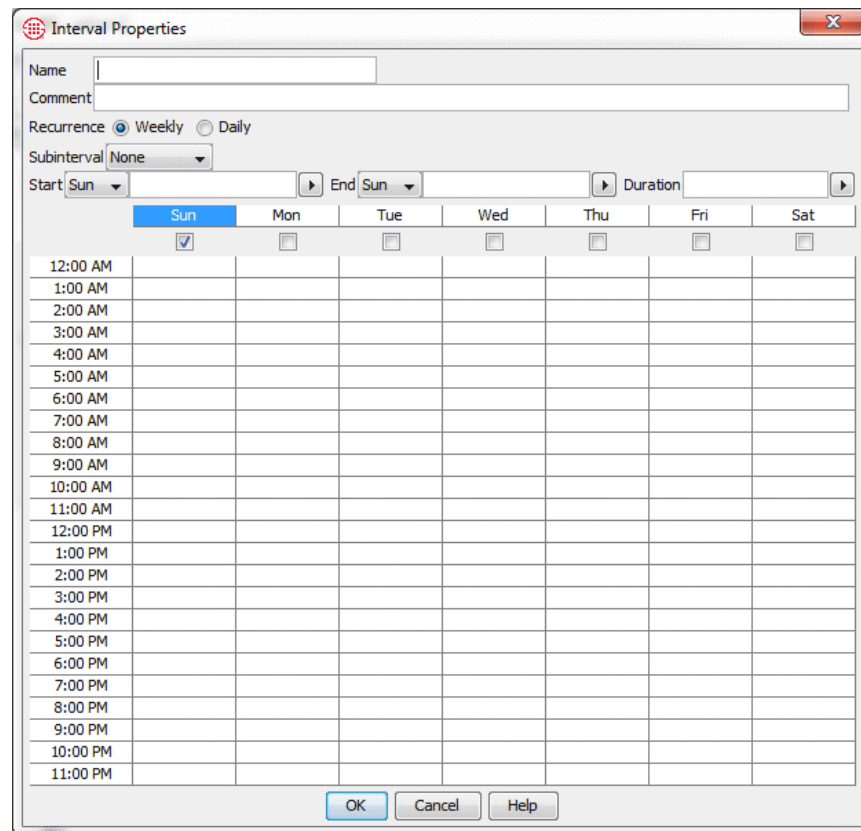 Interval Properties
Name
Comment
Recurrence Weekly Daily
Subinterval None
Start Sun End Sun Duration
Sun Mon Tue Wed Thu Fri Sat
12:00 AM
1:00 AM
2:00 AM
3:00 AM
4:00 AM
5:00 AM
6:00 AM
7:00 AM
8:00 AM
9:00 AM
10:00 AM
11:00 AM
12:00 PM
1:00 PM
2:00 PM
3:00 PM
4:00 PM
5:00 PM
6:00 PM
7:00 PM
8:00 PM
9:00 PM
10:00 PM
11:00 PM
OK Cancel Help